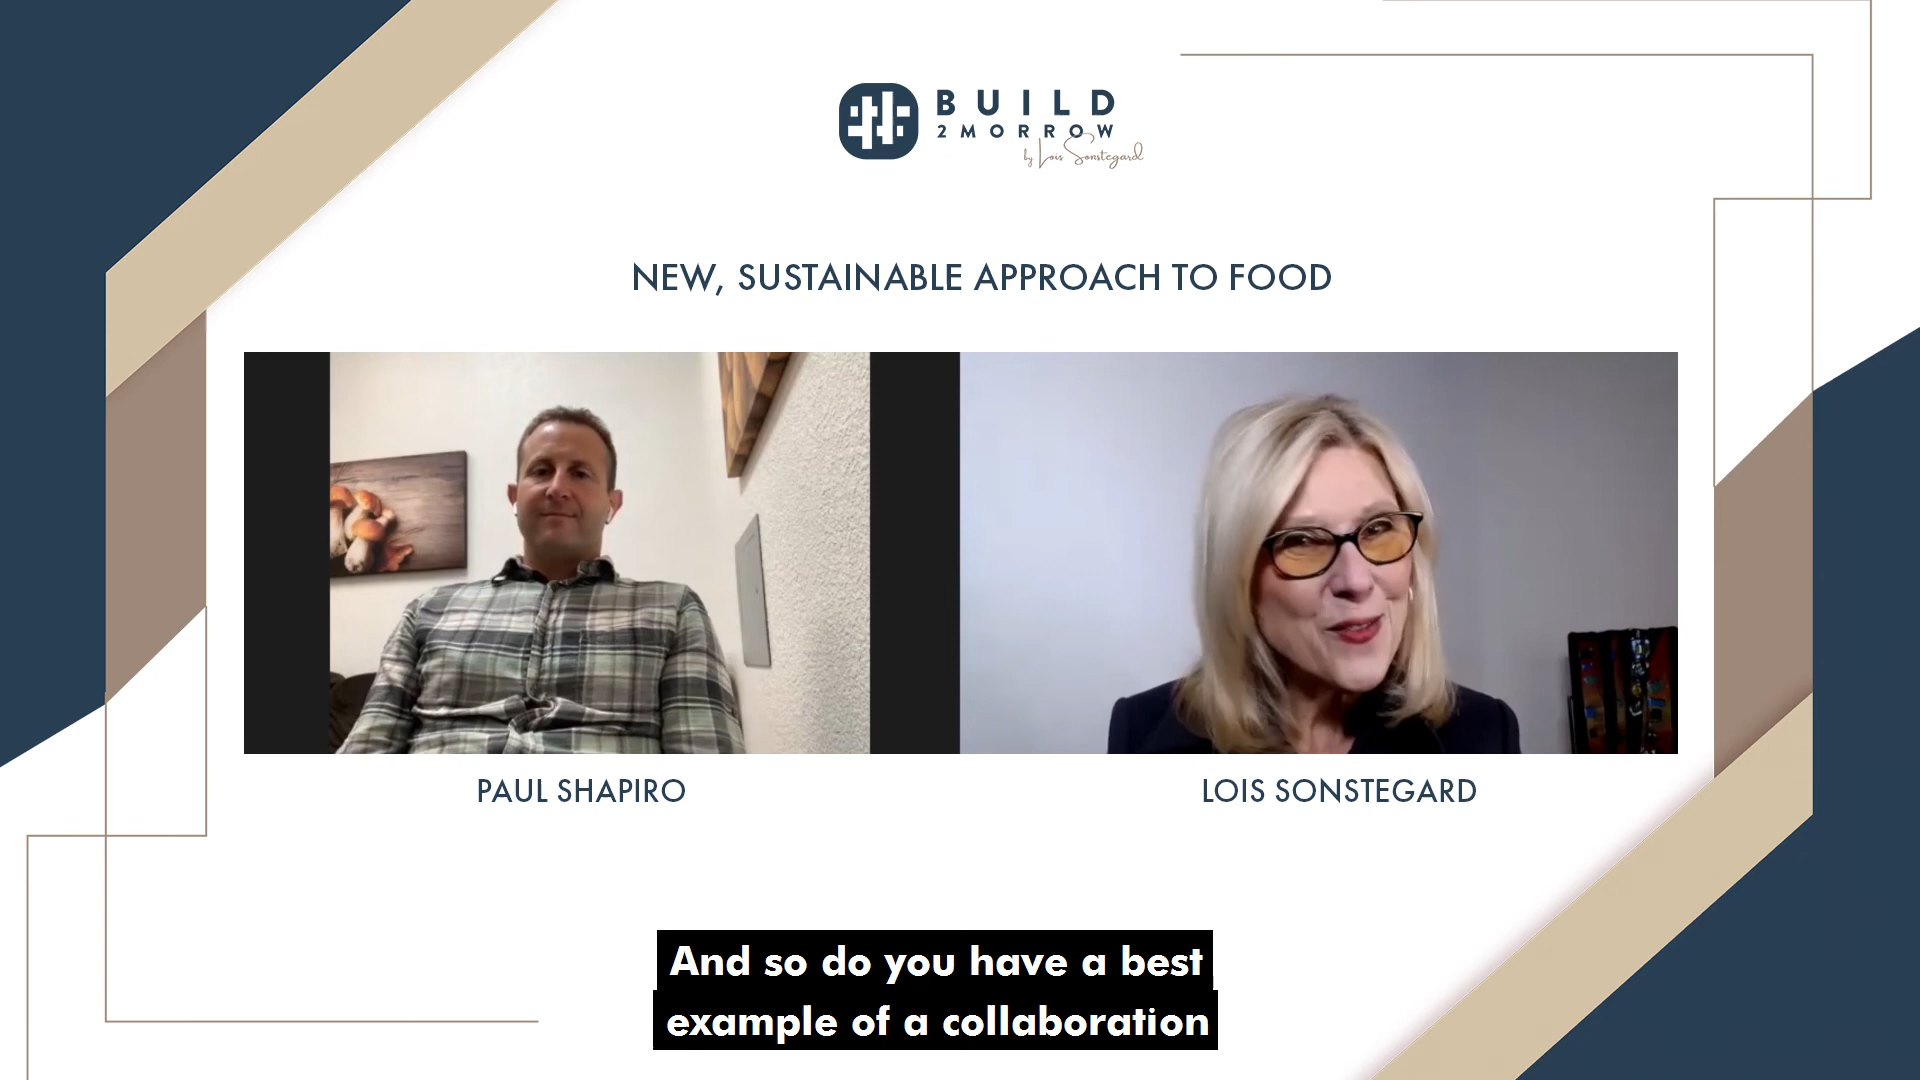 BUILD
2MORROW
by Lois Sonstegard
NEW, SUSTAINABLE APPROACH TO FOOD
PAUL SHAPIRO
LOIS SONSTEGARD
And so do you have a best
example of a collaboration